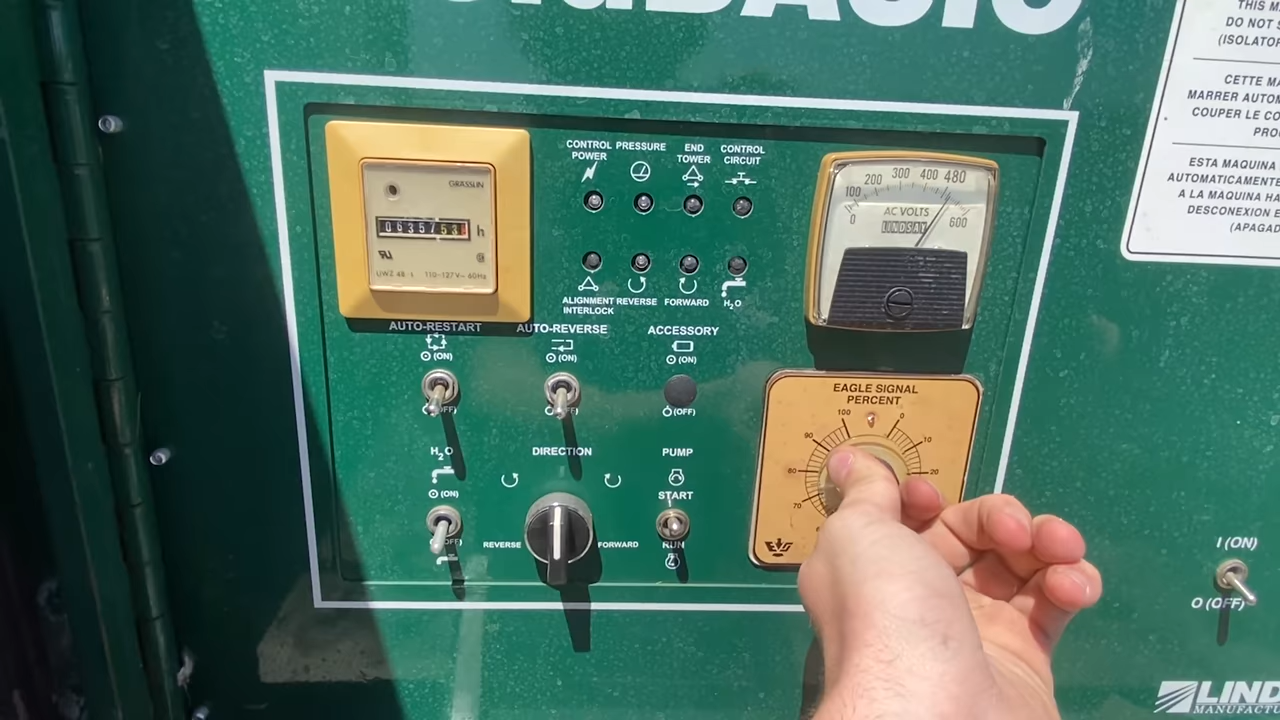 THIS M
DO NOT S
(ISOLATOR
CETTE MA
MARRER AUTOM
COUPER LE CO
PRO
ESTA MAQUINA
AUTOMATICAMENTE
A LA MAQUINA HA
DESCONEXION E
(APAGAD
GRASSLIN
0635753
h
UWZ 48 110-127V~ 60Hz
CONTROL POWER
PRESSURE
END TOWER
CONTROL CIRCUIT
ALIGNMENT INTERLOCK
REVERSE
FORWARD
H2O
0 100 200 300 400 480 600
AC VOLTS
LINDSAY
AUTO-RESTART
(ON)
AUTO-REVERSE
(ON)
ACCESSORY
(ON)
(OFF)
EAGLE SIGNAL
PERCENT
100 0
90 10
80 20
70
H2O
(ON)
DIRECTION
REVERSE FORWARD
PUMP
START
RUN
I (ON)
O (OFF)
LIND
MANUFACTU